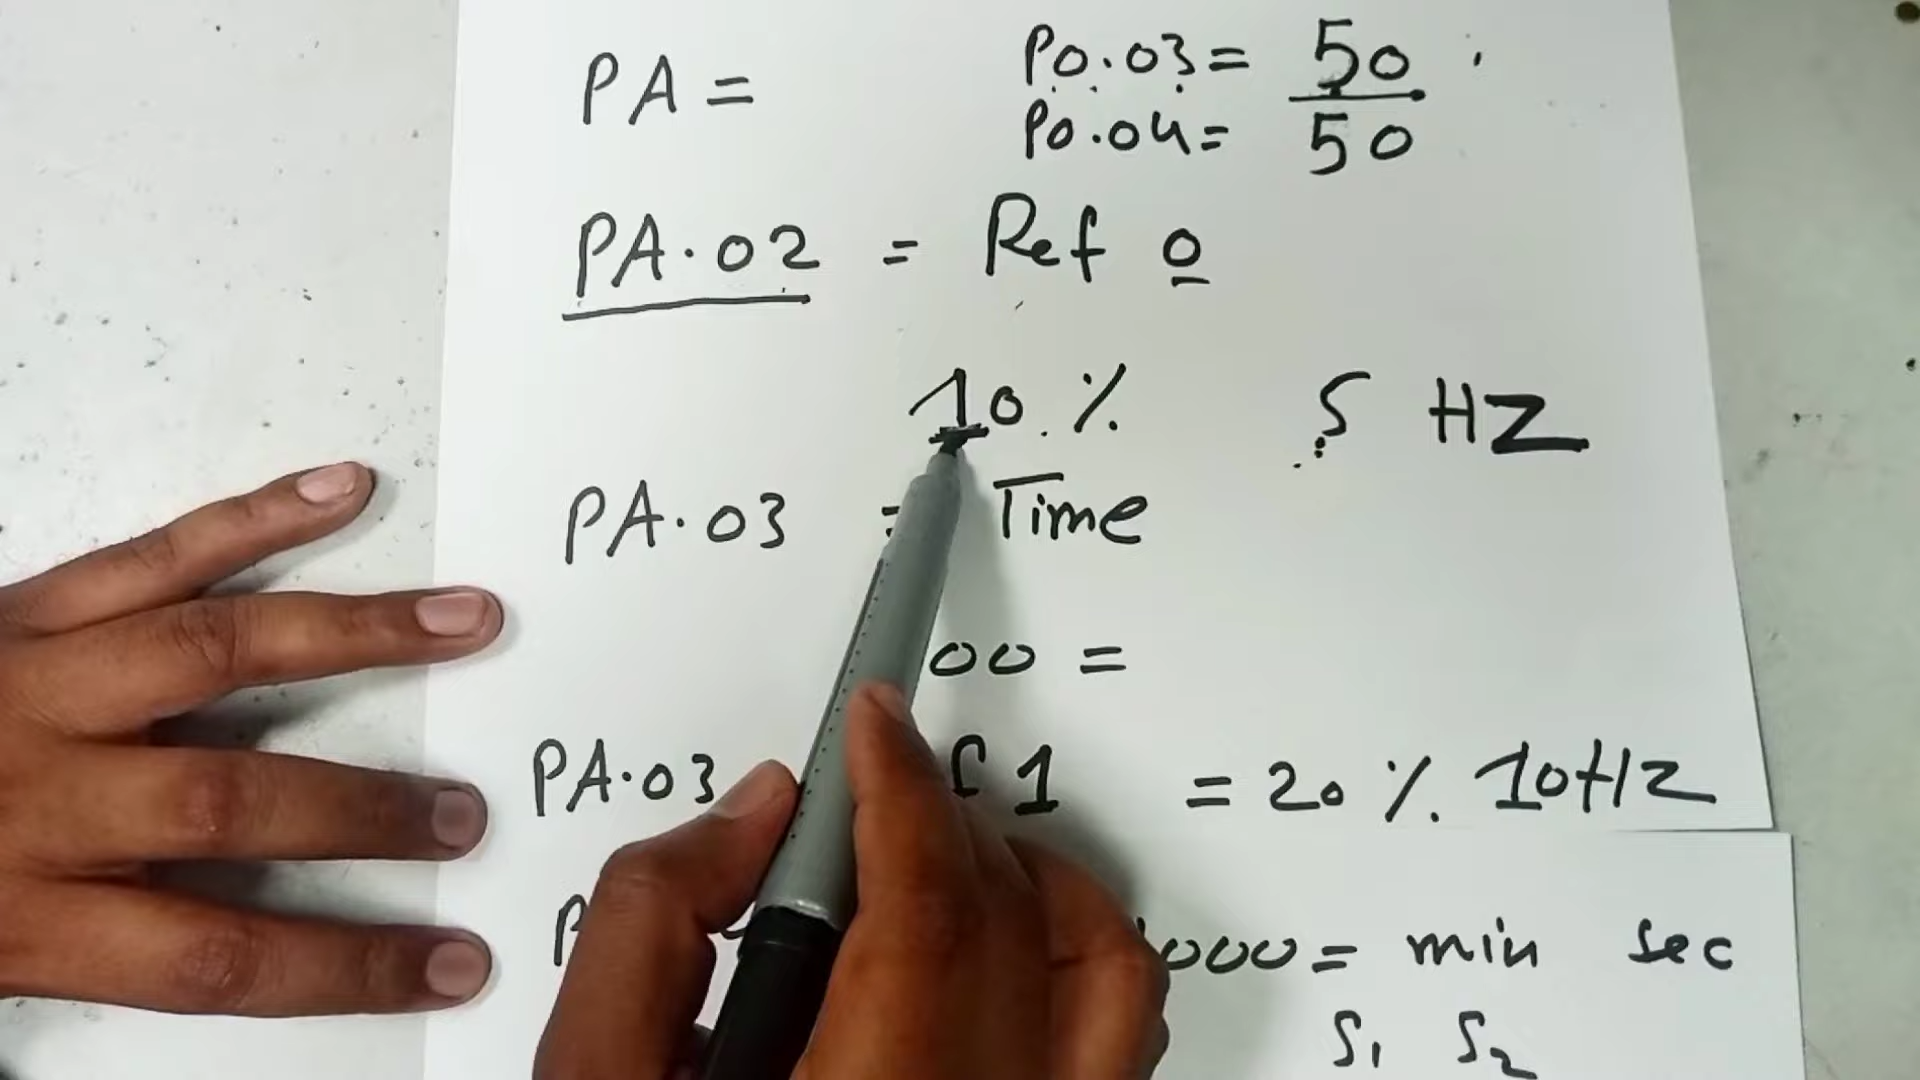 PA = P0.03 = 50
P0.04 = 50
PA.02 = Ref 0
10 % 5 HZ
PA.03 = Time
00 =
PA.03 f 1 = 20 % 10HZ
P 000 = min sec
S1 S2